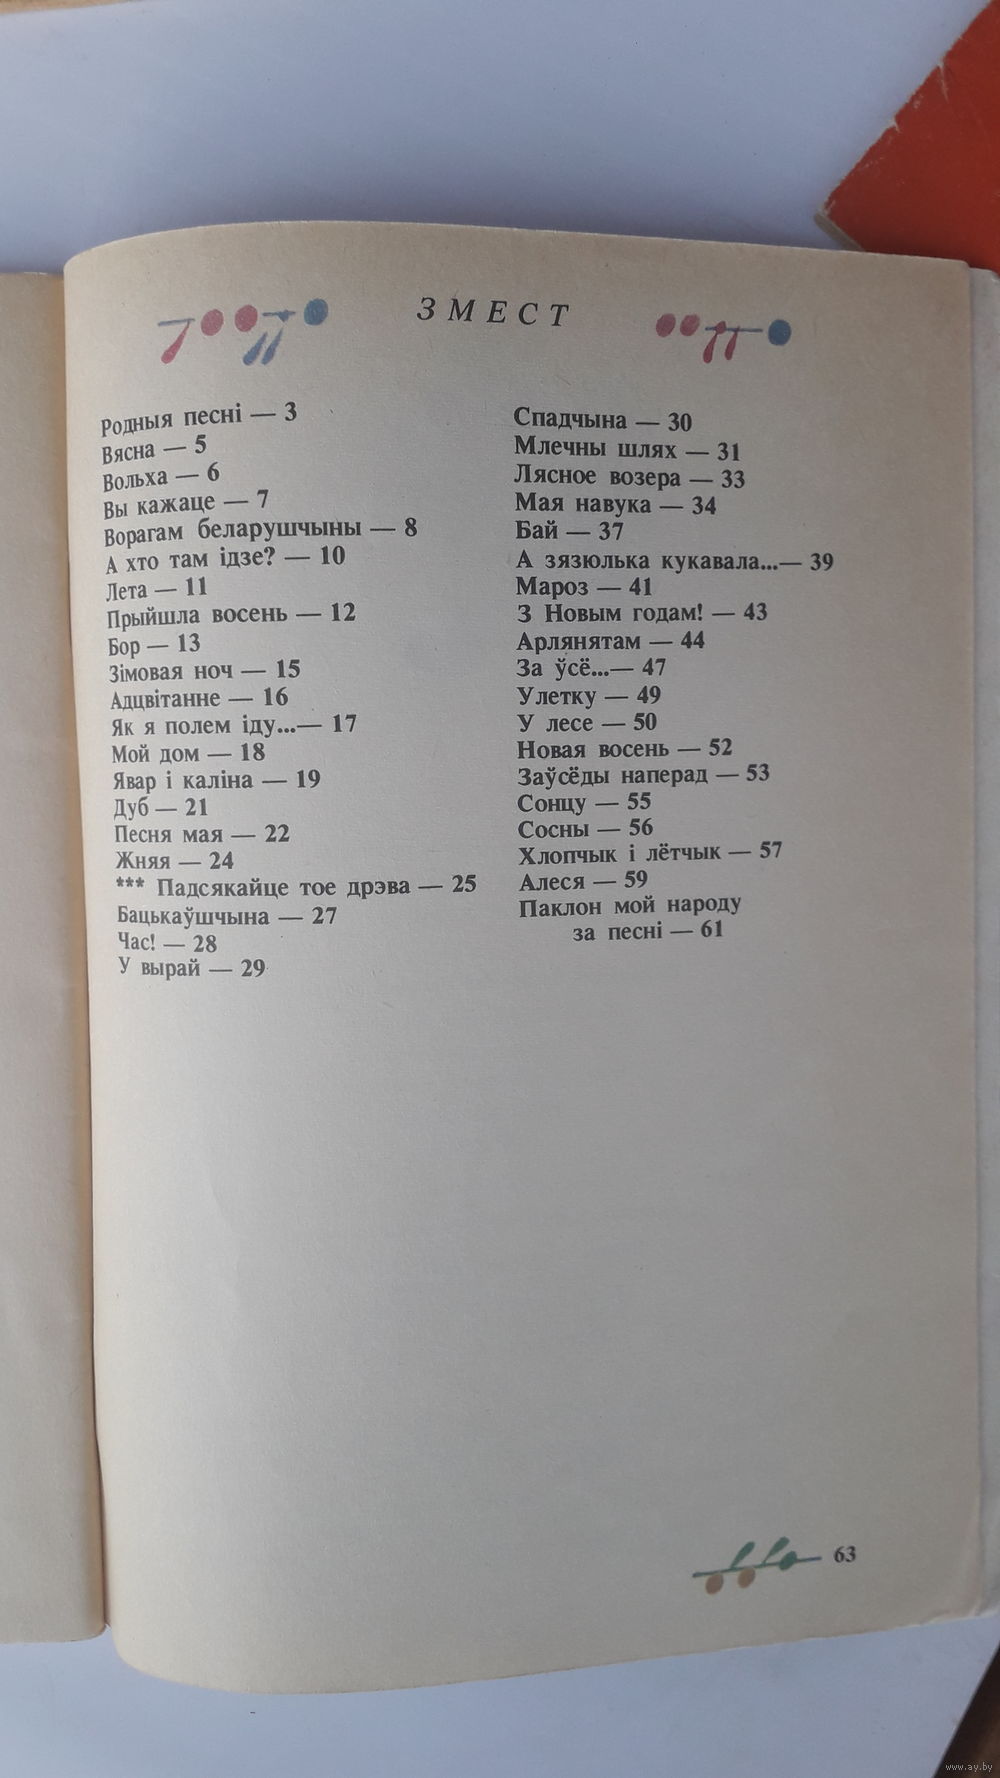 ЗМЕСТ
Родныя песні — 3
Вясна — 5
Вольха — 6
Вы кажаце — 7
Ворагам беларушчыны — 8
А хто там ідзе? — 10
Лета — 11
Прыйшла восень — 12
Бор — 13
Зімовая ноч — 15
Адцвітанне — 16
Як я полем іду...— 17
Мой дом — 18
Явар і каліна — 19
Дуб — 21
Песня мая — 22
Жняя — 24
*** Падсякайце тое дрэва — 25
Бацькаўшчына — 27
Час! — 28
У вырай — 29
Спадчына — 30
Млечны шлях — 31
Лясное возера — 33
Мая навука — 34
Бай — 37
А зязюлька кукавала...— 39
Мароз — 41
З Новым годам! — 43
Арлянятам — 44
За ўсё...— 47
Улетку — 49
У лесе — 50
Новая восень — 52
Заўсёды наперад — 53
Сонцу — 55
Сосны — 56
Хлопчык і лётчык — 57
Алеся — 59
Паклон мой народу
за песні — 61
63
www.ay.by